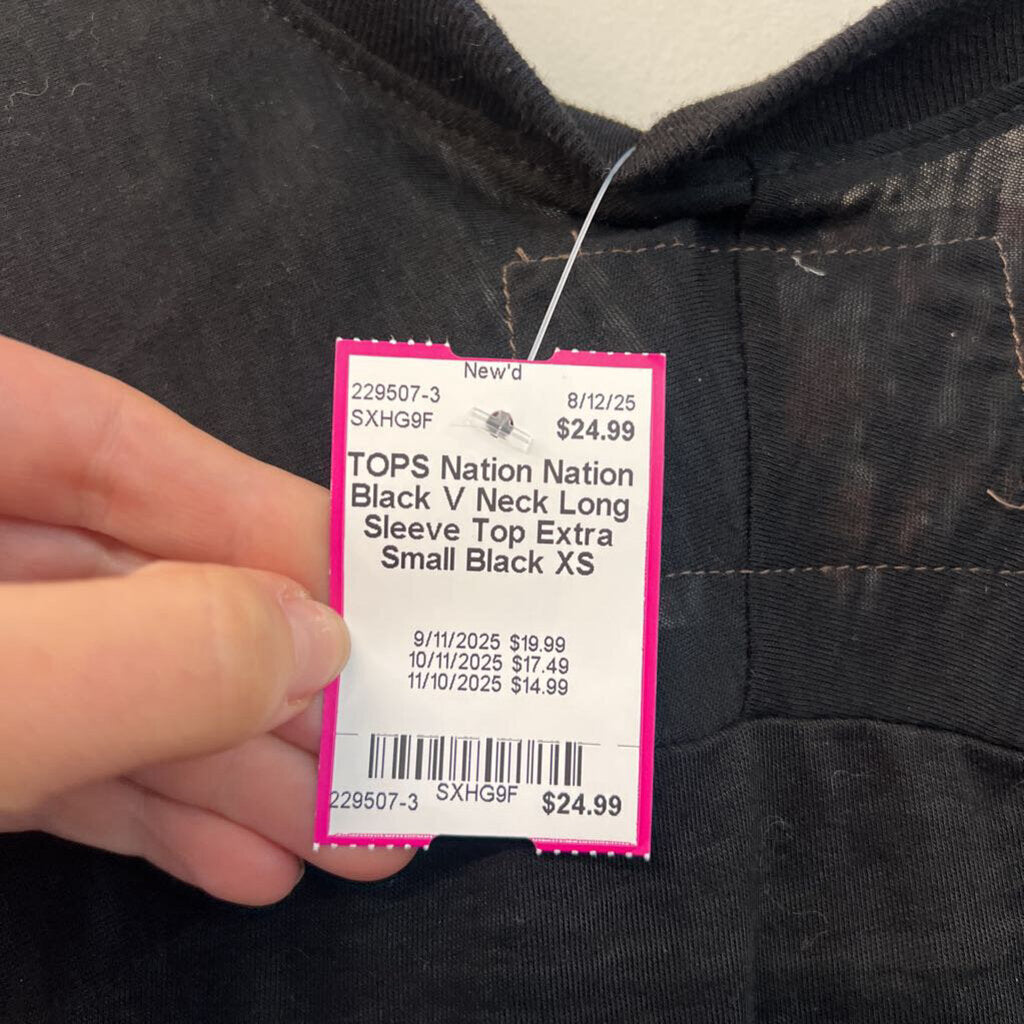 New'd
229507-3 8/12/25
SXHG9F $24.99
TOPS Nation Nation
Black V Neck Long
Sleeve Top Extra
Small Black XS
9/11/2025 $19.99
10/11/2025 $17.49
11/10/2025 $14.99
229507-3 SXHG9F $24.99